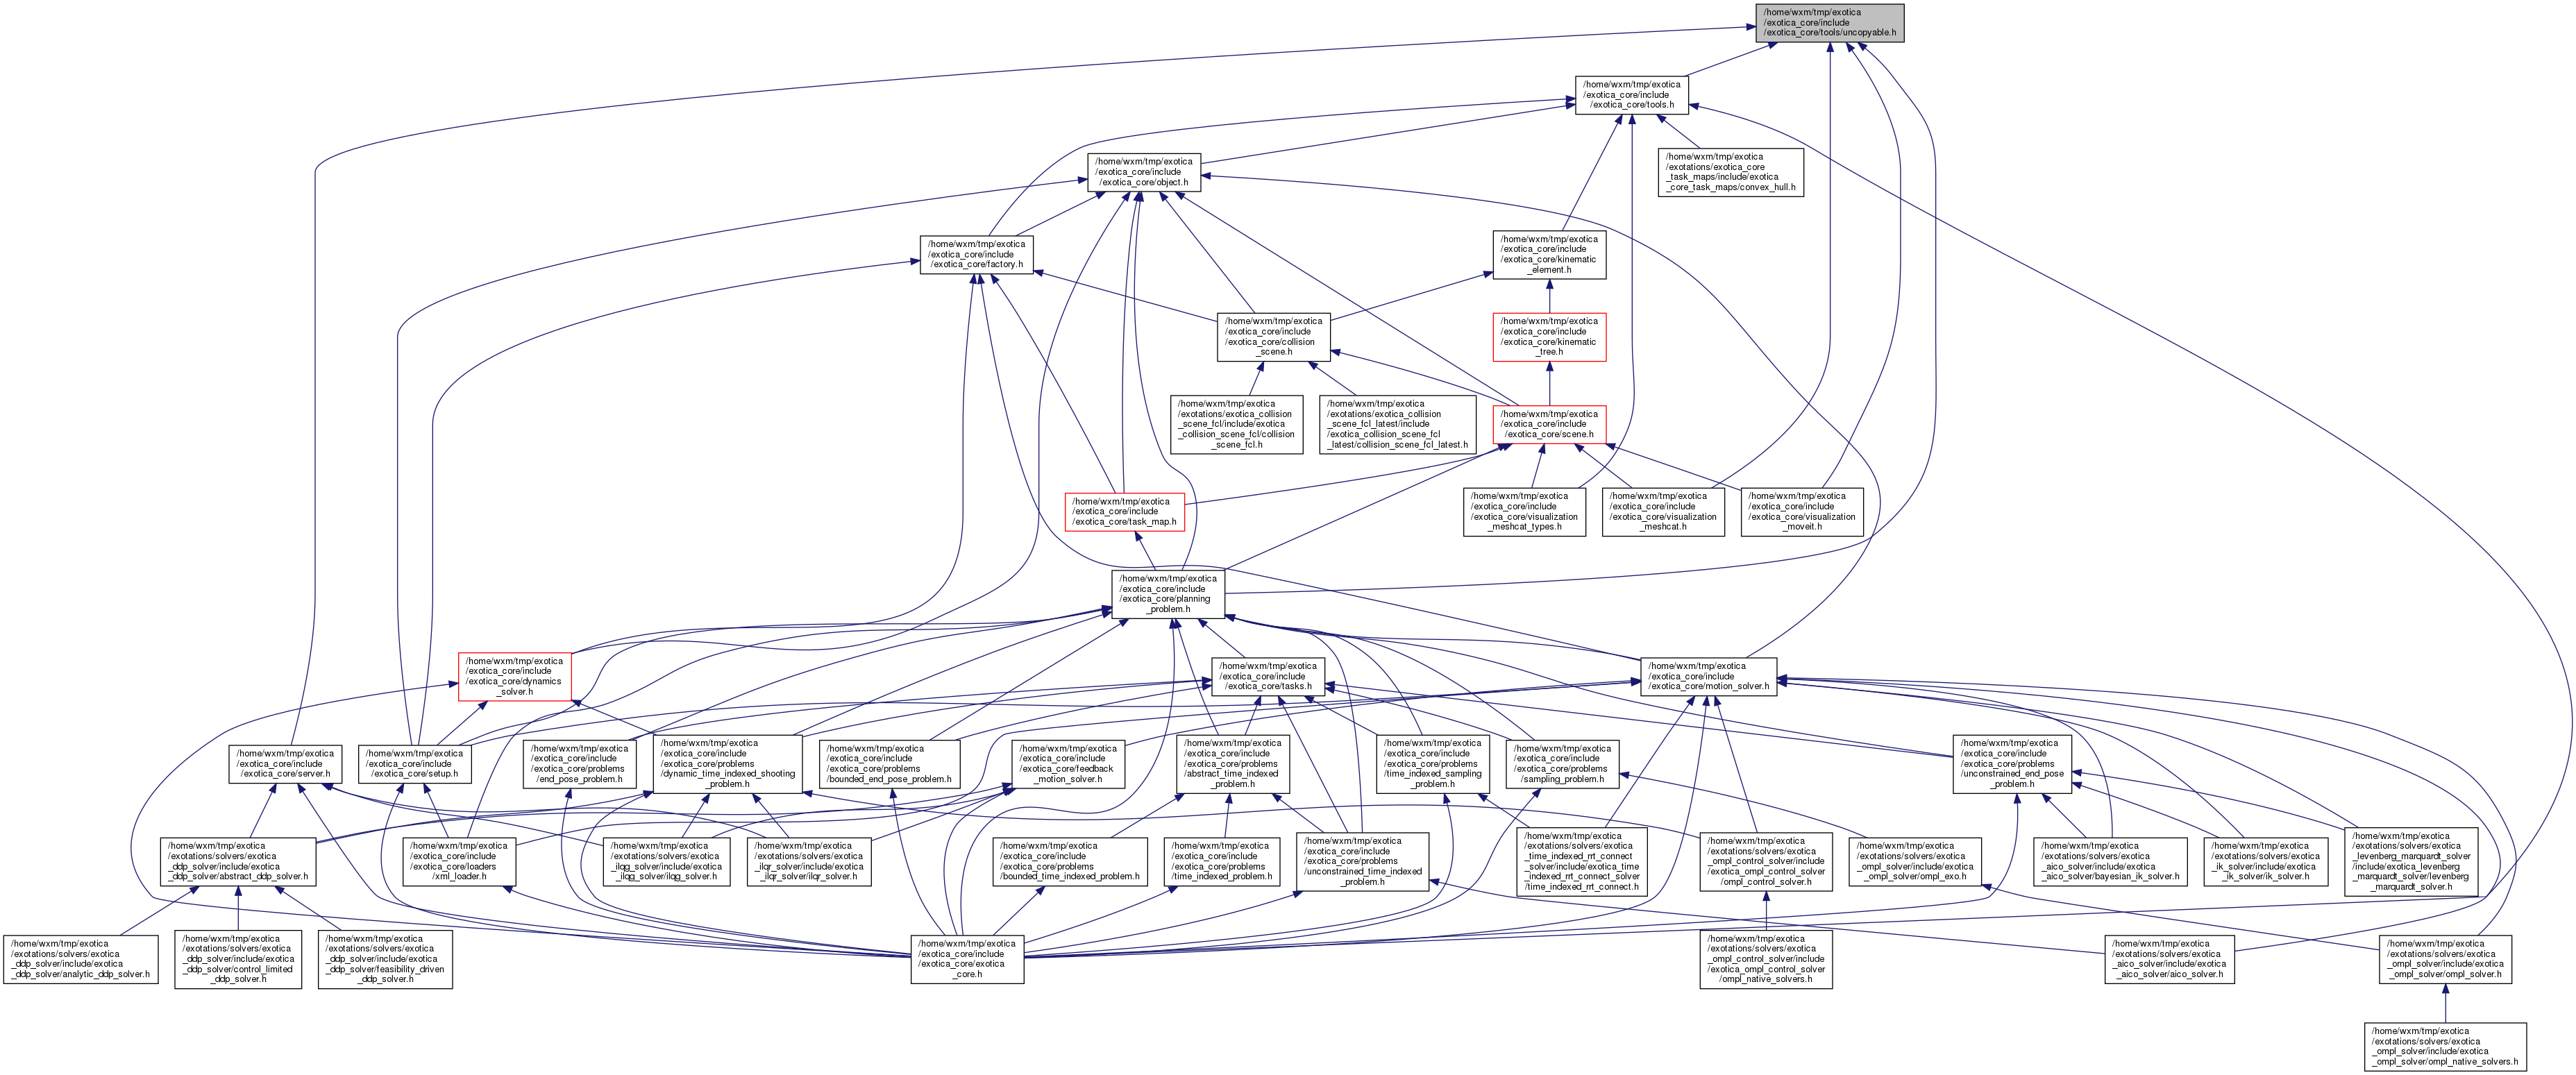 /home/wxm/tmp/exotica
/exotica_core/include
/exotica_core/tools/uncopyable.h
/home/wxm/tmp/exotica
/exotica_core/include
/exotica_core/tools.h
/home/wxm/tmp/exotica
/exotica_core/include
/exotica_core/object.h
/home/wxm/tmp/exotica
/exotations/exotica_core
_task_maps/include/exotica
_core_task_maps/convex_hull.h
/home/wxm/tmp/exotica
/exotica_core/include
/exotica_core/factory.h
/home/wxm/tmp/exotica
/exotica_core/include
/exotica_core/kinematic
_element.h
/home/wxm/tmp/exotica
/exotica_core/include
/exotica_core/collision
_scene.h
/home/wxm/tmp/exotica
/exotica_core/include
/exotica_core/kinematic
_tree.h
/home/wxm/tmp/exotica
/exotations/exotica_collision
_scene_fcl/include/exotica
_collision_scene_fcl/collision
_scene_fcl.h
/home/wxm/tmp/exotica
/exotations/exotica_collision
_scene_fcl_latest/include
/exotica_collision_scene_fcl
_latest/collision_scene_fcl_latest.h
/home/wxm/tmp/exotica
/exotica_core/include
/exotica_core/scene.h
/home/wxm/tmp/exotica
/exotica_core/include
/exotica_core/task_map.h
/home/wxm/tmp/exotica
/exotica_core/include
/exotica_core/visualization
_meshcat_types.h
/home/wxm/tmp/exotica
/exotica_core/include
/exotica_core/visualization
_meshcat.h
/home/wxm/tmp/exotica
/exotica_core/include
/exotica_core/visualization
_moveit.h
/home/wxm/tmp/exotica
/exotica_core/include
/exotica_core/planning
_problem.h
/home/wxm/tmp/exotica
/exotica_core/include
/exotica_core/dynamics
_solver.h
/home/wxm/tmp/exotica
/exotica_core/include
/exotica_core/tasks.h
/home/wxm/tmp/exotica
/exotica_core/include
/exotica_core/motion_solver.h
/home/wxm/tmp/exotica
/exotica_core/include
/exotica_core/server.h
/home/wxm/tmp/exotica
/exotica_core/include
/exotica_core/setup.h
/home/wxm/tmp/exotica
/exotica_core/include
/exotica_core/problems
/end_pose_problem.h
/home/wxm/tmp/exotica
/exotica_core/include
/exotica_core/problems
/dynamic_time_indexed_shooting
_problem.h
/home/wxm/tmp/exotica
/exotica_core/include
/exotica_core/problems
/bounded_end_pose_problem.h
/home/wxm/tmp/exotica
/exotica_core/include
/exotica_core/feedback
_motion_solver.h
/home/wxm/tmp/exotica
/exotica_core/include
/exotica_core/problems
/abstract_time_indexed
_problem.h
/home/wxm/tmp/exotica
/exotica_core/include
/exotica_core/problems
/time_indexed_sampling
_problem.h
/home/wxm/tmp/exotica
/exotica_core/include
/exotica_core/problems
/sampling_problem.h
/home/wxm/tmp/exotica
/exotica_core/include
/exotica_core/problems
/unconstrained_end_pose
_problem.h
/home/wxm/tmp/exotica
/exotations/solvers/exotica
_ddp_solver/include/exotica
_ddp_solver/abstract_ddp_solver.h
/home/wxm/tmp/exotica
/exotica_core/include
/exotica_core/loaders
/xml_loader.h
/home/wxm/tmp/exotica
/exotations/solvers/exotica
_ilqg_solver/include/exotica
_ilqg_solver/ilqg_solver.h
/home/wxm/tmp/exotica
/exotations/solvers/exotica
_ilqr_solver/include/exotica
_ilqr_solver/ilqr_solver.h
/home/wxm/tmp/exotica
/exotica_core/include
/exotica_core/problems
/bounded_time_indexed_problem.h
/home/wxm/tmp/exotica
/exotica_core/include
/exotica_core/problems
/time_indexed_problem.h
/home/wxm/tmp/exotica
/exotica_core/include
/exotica_core/problems
/unconstrained_time_indexed
_problem.h
/home/wxm/tmp/exotica
/exotations/solvers/exotica
_time_indexed_rrt_connect
_solver/include/exotica_time
_indexed_rrt_connect_solver
/time_indexed_rrt_connect.h
/home/wxm/tmp/exotica
/exotations/solvers/exotica
_ompl_control_solver/include
/exotica_ompl_control_solver
/ompl_control_solver.h
/home/wxm/tmp/exotica
/exotations/solvers/exotica
_ompl_solver/include/exotica
_ompl_solver/ompl_exo.h
/home/wxm/tmp/exotica
/exotations/solvers/exotica
_aico_solver/include/exotica
_aico_solver/bayesian_ik_solver.h
/home/wxm/tmp/exotica
/exotations/solvers/exotica
_ik_solver/include/exotica
_ik_solver/ik_solver.h
/home/wxm/tmp/exotica
/exotations/solvers/exotica
_levenberg_marquardt_solver
/include/exotica_levenberg
_marquardt_solver/levenberg
_marquardt_solver.h
/home/wxm/tmp/exotica
/exotations/solvers/exotica
_ddp_solver/include/exotica
_ddp_solver/analytic_ddp_solver.h
/home/wxm/tmp/exotica
/exotations/solvers/exotica
_ddp_solver/include/exotica
_ddp_solver/control_limited
_ddp_solver.h
/home/wxm/tmp/exotica
/exotations/solvers/exotica
_ddp_solver/include/exotica
_ddp_solver/feasibility_driven
_ddp_solver.h
/home/wxm/tmp/exotica
/exotica_core/include
/exotica_core/exotica
_core.h
/home/wxm/tmp/exotica
/exotations/solvers/exotica
_ompl_control_solver/include
/exotica_ompl_control_solver
/ompl_native_solvers.h
/home/wxm/tmp/exotica
/exotations/solvers/exotica
_aico_solver/include/exotica
_aico_solver/aico_solver.h
/home/wxm/tmp/exotica
/exotations/solvers/exotica
_ompl_solver/include/exotica
_ompl_solver/ompl_solver.h
/home/wxm/tmp/exotica
/exotations/solvers/exotica
_ompl_solver/include/exotica
_ompl_solver/ompl_native_solvers.h